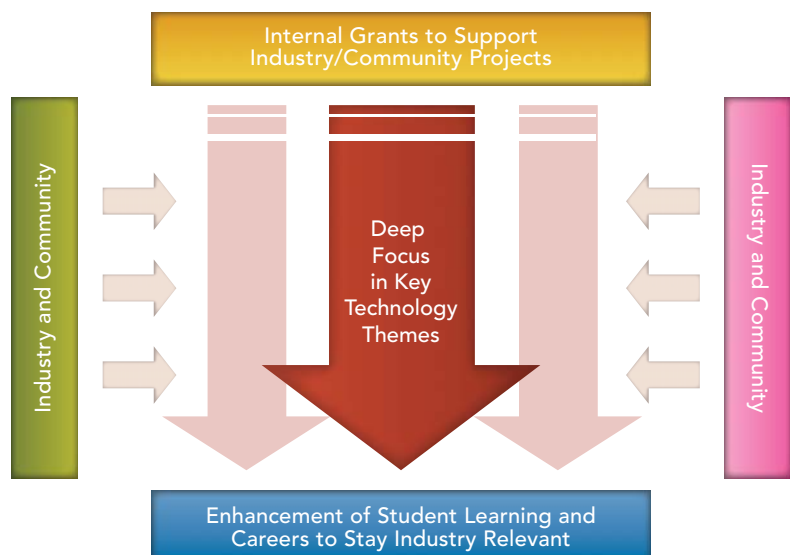 Internal Grants to Support
Industry/Community Projects
Industry and Community
Deep
Focus
in Key
Technology
Themes
Industry and Community
Enhancement of Student Learning and
Careers to Stay Industry Relevant